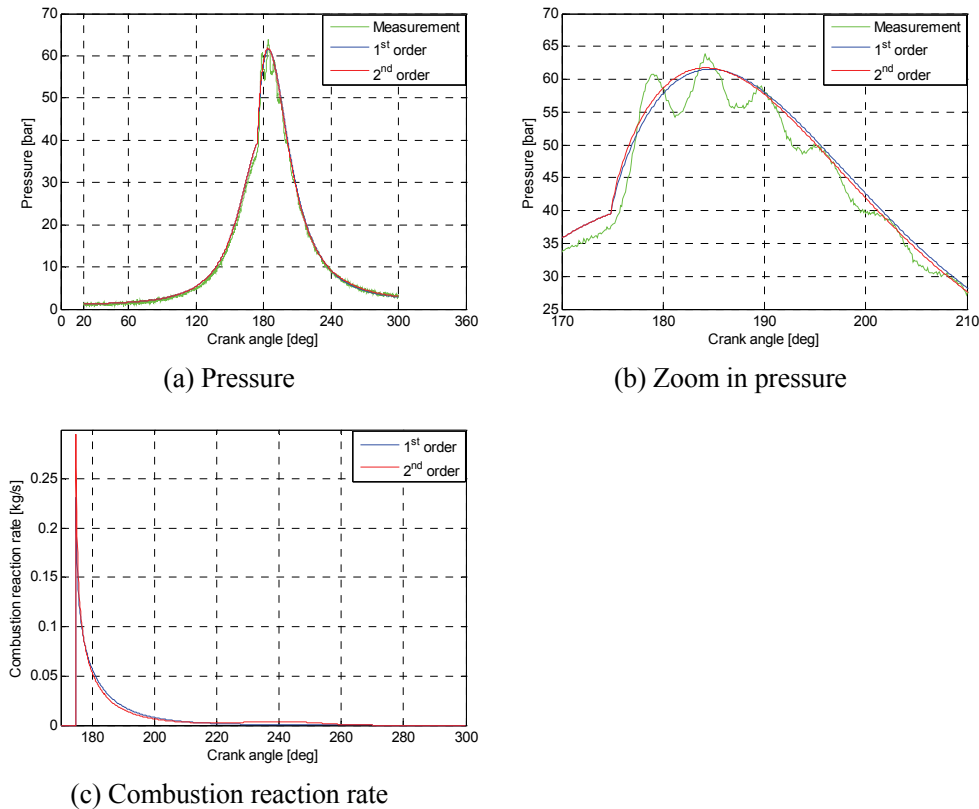 Pressure [bar]
70
60
50
40
30
20
10
0
0 20 60 120 180 240 300 360
Crank angle [deg]
Measurement
1st order
2nd order
(a) Pressure
Pressure [bar]
70
65
60
55
50
45
40
35
30
25
170 180 190 200 210
Crank angle [deg]
Measurement
1st order
2nd order
(b) Zoom in pressure
Combustion reaction rate [kg/s]
0.25
0.2
0.15
0.1
0.05
0
180 200 220 240 260 280 300
Crank angle [deg]
1st order
2nd order
(c) Combustion reaction rate